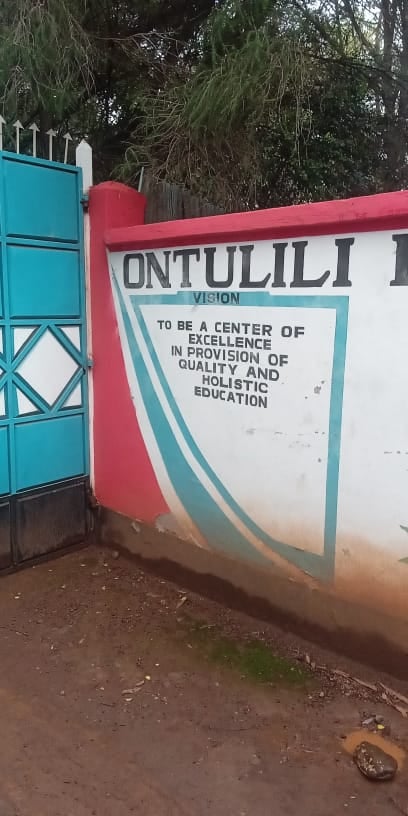 ONTULILI
VISION
TO BE A CENTER OF
EXCELLENCE
IN PROVISION OF
QUALITY AND
HOLISTIC
EDUCATION